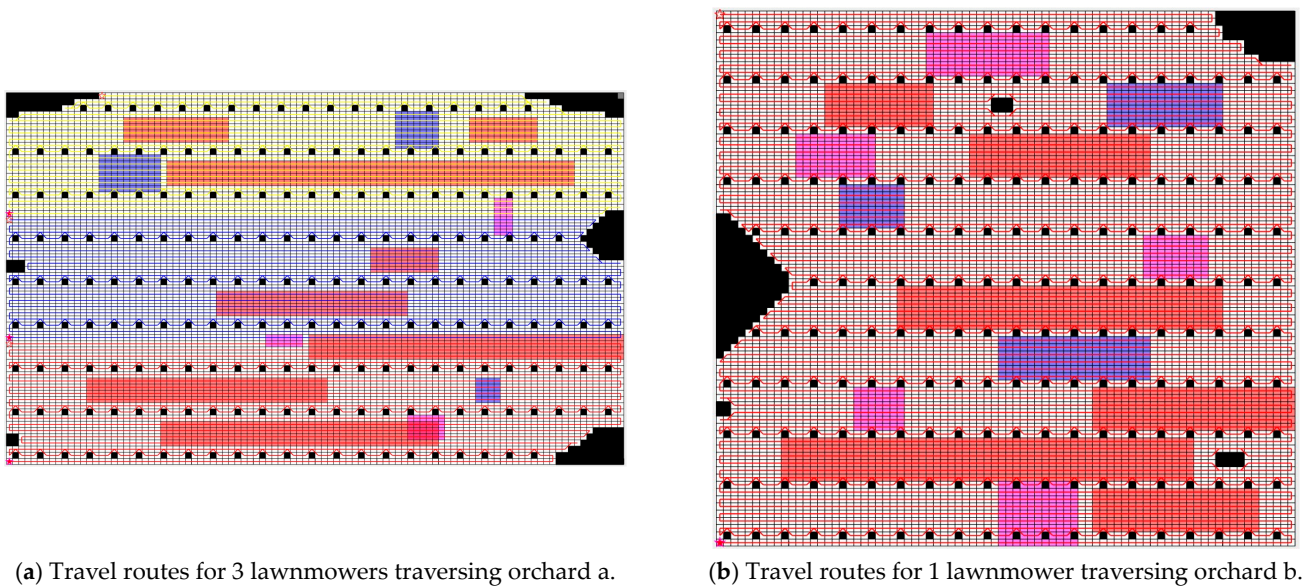 (a) Travel routes for 3 lawnmowers traversing orchard a.
(b) Travel routes for 1 lawnmower traversing orchard b.